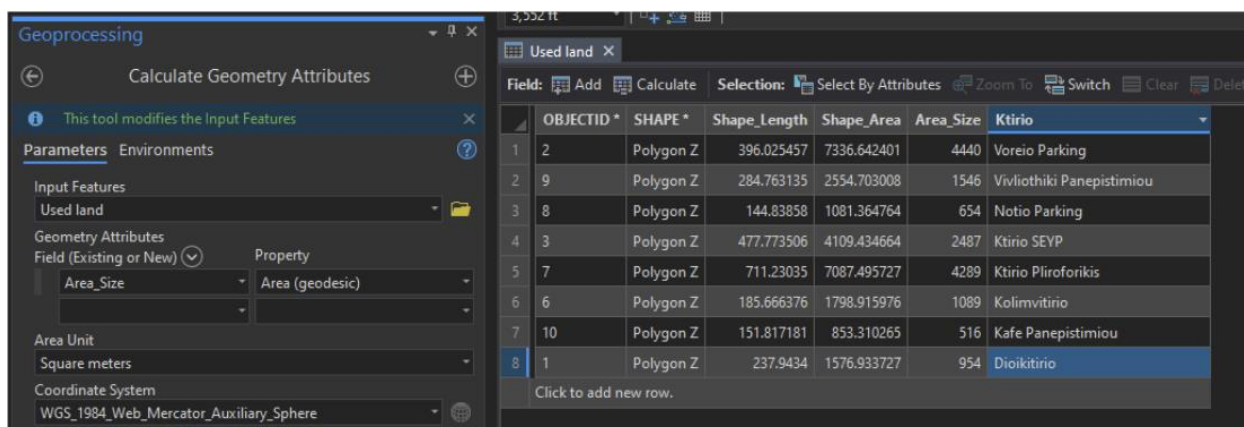 3,552 ft
Geoprocessing
Calculate Geometry Attributes
This tool modifies the Input Features
Parameters Environments
Input Features
Used land
Geometry Attributes
Field (Existing or New) Property
Area_Size Area (geodesic)
Area Unit
Square meters
Coordinate System
WGS_1984_Web_Mercator_Auxiliary_Sphere
Used land
Field: Add Calculate Selection: Select By Attributes Zoom To Switch Clear Delet
OBJECTID * SHAPE * Shape_Length Shape_Area Area_Size Ktirio
1 2 Polygon Z 396.025457 7336.642401 4440 Voreio Parking
2 9 Polygon Z 284.763135 2554.703008 1546 Vivliothiki Panepistimiou
3 8 Polygon Z 144.83858 1081.364764 654 Notio Parking
4 3 Polygon Z 477.773506 4109.434664 2487 Ktirio SEYP
5 7 Polygon Z 711.23035 7087.495727 4289 Ktirio Pliroforikis
6 6 Polygon Z 185.666376 1798.915976 1089 Kolimvitirio
7 10 Polygon Z 151.817181 853.310265 516 Kafe Panepistimiou
8 1 Polygon Z 237.9434 1576.933727 954 Dioikitirio
Click to add new row.